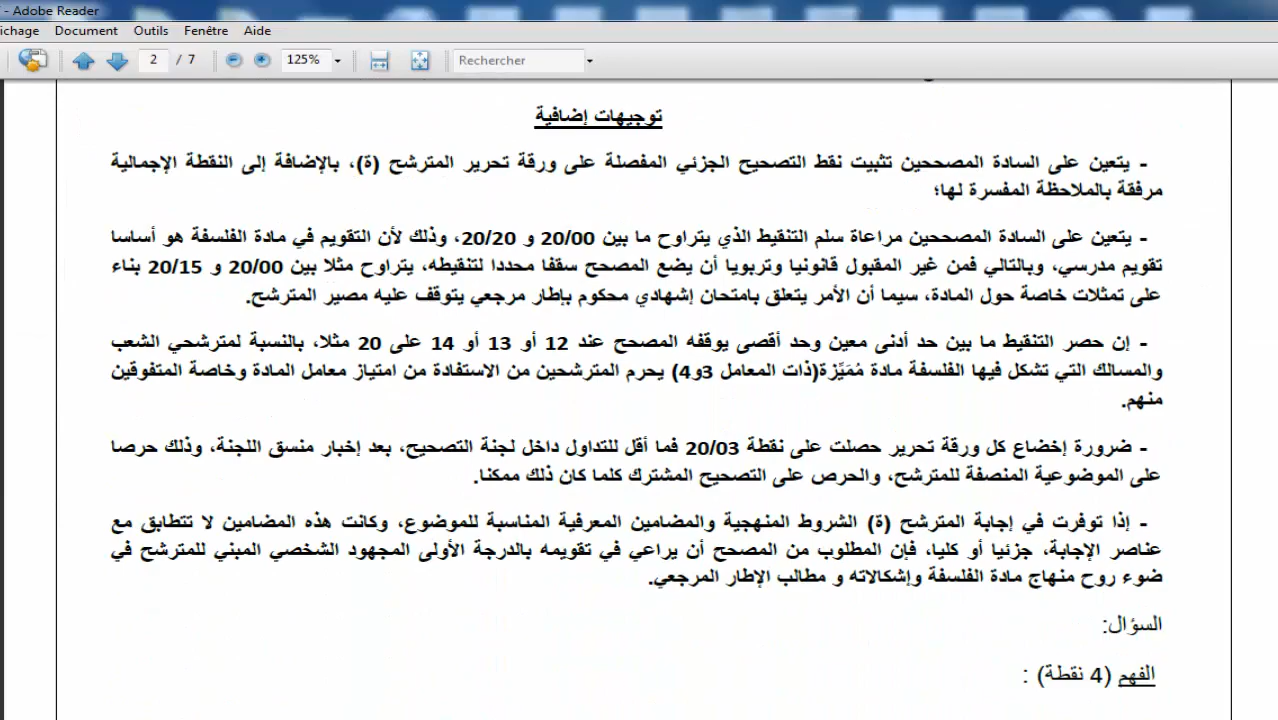 - Adobe Reader
ichage Document Outils Fenêtre Aide
2 / 7 125% Rechercher
توجيهات إضافية
- يتعين على السادة المصححين تثبيت نقط التصحيح الجزئي المفصلة على ورقة تحرير المترشح (ة)، بالإضافة إلى النقطة الإجمالية
مرفقة بالملاحظة المفسرة لها؛
- يتعين على السادة المصححين مراعاة سلم التنقيط الذي يتراوح ما بين 20/00 و 20/20، وذلك لأن التقويم في مادة الفلسفة هو أساسا
تقويم مدرسي، وبالتالي فمن غير المقبول قانونيا وتربويا أن يضع المصحح سقفا محددا لتنقيطه، يتراوح مثلا بين 20/00 و 20/15 بناء
على تمثلات خاصة حول المادة، سيما أن الأمر يتعلق بامتحان إشهادي محكوم بإطار مرجعي يتوقف عليه مصير المترشح.
- إن حصر التنقيط ما بين حد أدنى معين وحد أقصى يوقفه المصحح عند 12 أو 13 أو 14 على 20 مثلا، بالنسبة لمترشحي الشعب
والمسالك التي تشكل فيها الفلسفة مادة مُمَيِّزة(ذات المعامل 3و4) يحرم المترشحين من الاستفادة من امتياز معامل المادة وخاصة المتفوقين
منهم.
- ضرورة إخضاع كل ورقة تحرير حصلت على نقطة 20/03 فما أقل للتداول داخل لجنة التصحيح، بعد إخبار منسق اللجنة، وذلك حرصا
على الموضوعية المنصفة للمترشح، والحرص على التصحيح المشترك كلما كان ذلك ممكنا.
- إذا توفرت في إجابة المترشح (ة) الشروط المنهجية والمضامين المعرفية المناسبة للموضوع، وكانت هذه المضامين لا تتطابق مع
عناصر الإجابة، جزئيا أو كليا، فإن المطلوب من المصحح أن يراعي في تقويمه بالدرجة الأولى المجهود الشخصي المبني للمترشح في
ضوء روح منهاج مادة الفلسفة وإشكالاته و مطالب الإطار المرجعي.
السؤال:
الفهم (4 نقطة) :